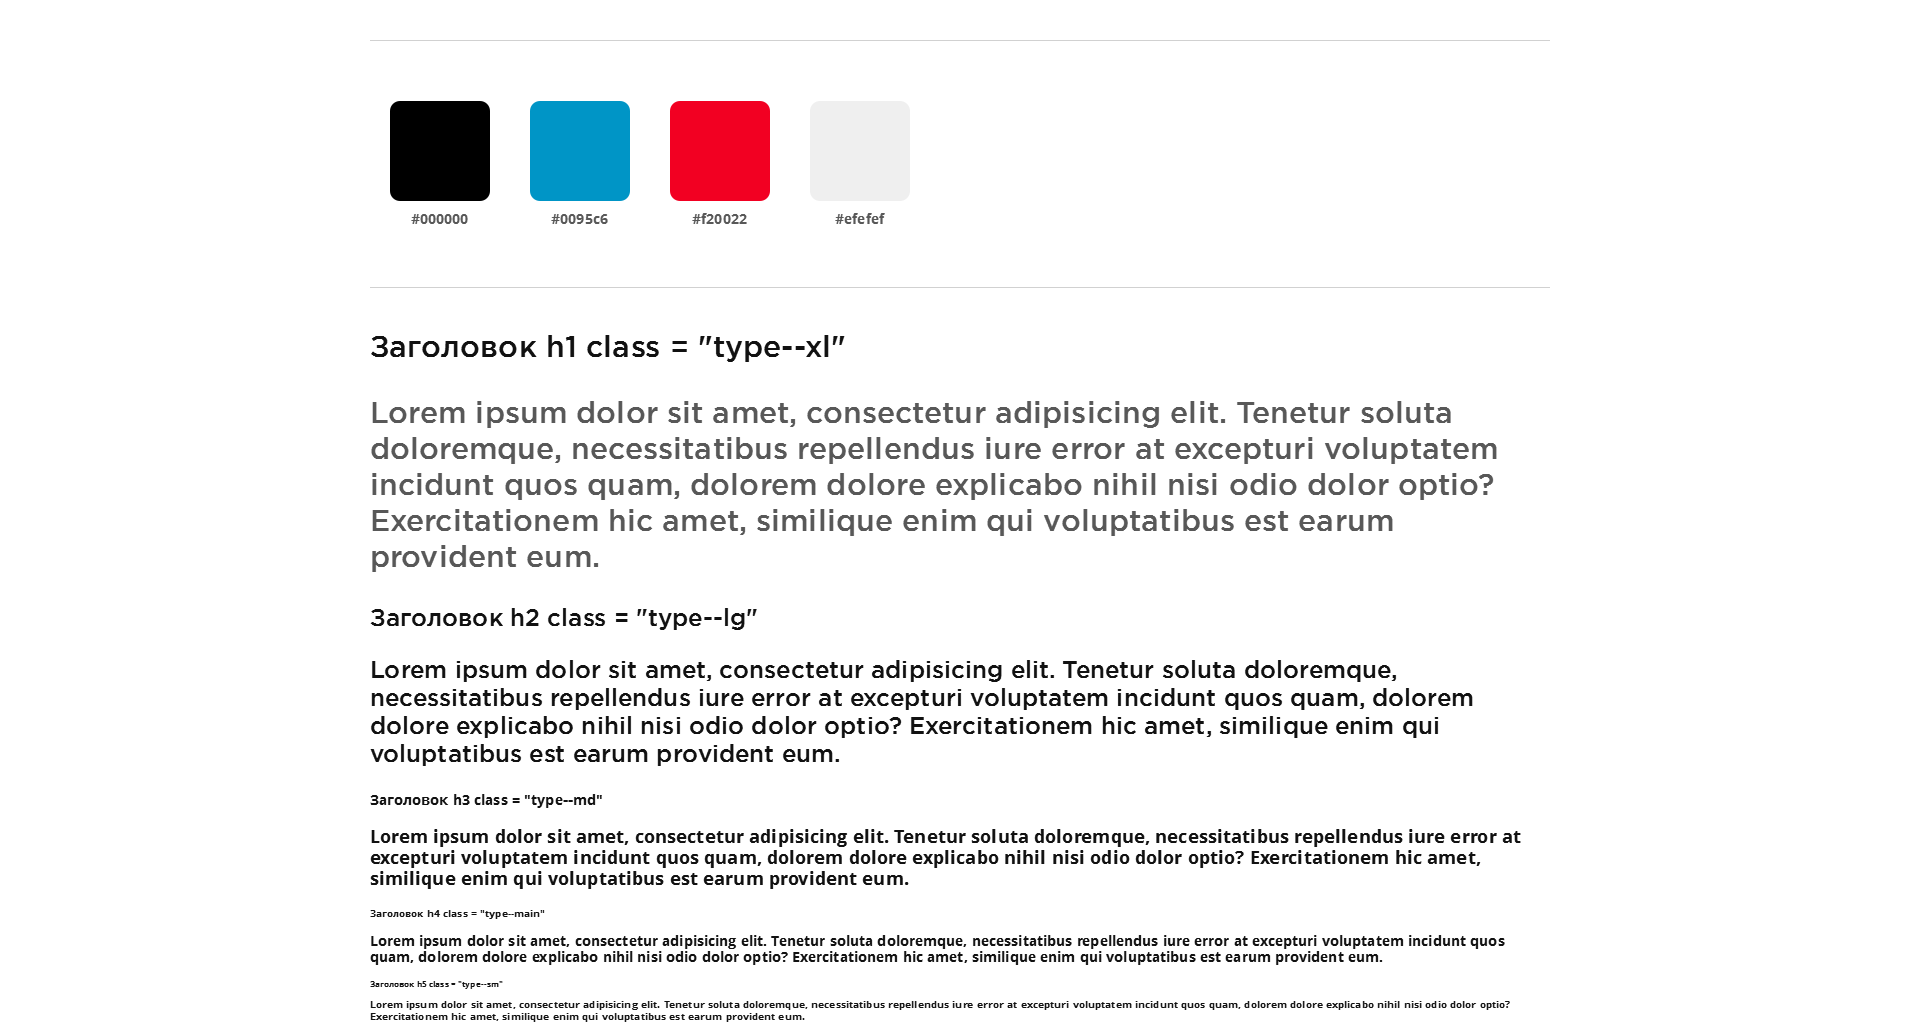 #000000
#0095c6
#f20022
#efefef
Заголовок h1 class = "type--xl"
Lorem ipsum dolor sit amet, consectetur adipisicing elit. Tenetur soluta
doloremque, necessitatibus repellendus iure error at excepturi voluptatem
incidunt quos quam, dolorem dolore explicabo nihil nisi odio dolor optio?
Exercitationem hic amet, similique enim qui voluptatibus est earum
provident eum.
Заголовок h2 class = "type--lg"
Lorem ipsum dolor sit amet, consectetur adipisicing elit. Tenetur soluta doloremque,
necessitatibus repellendus iure error at excepturi voluptatem incidunt quos quam, dolorem
dolore explicabo nihil nisi odio dolor optio? Exercitationem hic amet, similique enim qui
voluptatibus est earum provident eum.
Заголовок h3 class = "type--md"
Lorem ipsum dolor sit amet, consectetur adipisicing elit. Tenetur soluta doloremque, necessitatibus repellendus iure error at
excepturi voluptatem incidunt quos quam, dolorem dolore explicabo nihil nisi odio dolor optio? Exercitationem hic amet,
similique enim qui voluptatibus est earum provident eum.
Заголовок h4 class = "type--main"
Lorem ipsum dolor sit amet, consectetur adipisicing elit. Tenetur soluta doloremque, necessitatibus repellendus iure error at excepturi voluptatem incidunt quos
quam, dolorem dolore explicabo nihil nisi odio dolor optio? Exercitationem hic amet, similique enim qui voluptatibus est earum provident eum.
Заголовок h5 class = "type--sm"
Lorem ipsum dolor sit amet, consectetur adipisicing elit. Tenetur soluta doloremque, necessitatibus repellendus iure error at excepturi voluptatem incidunt quos quam, dolorem dolore explicabo nihil nisi odio dolor optio?
Exercitationem hic amet, similique enim qui voluptatibus est earum provident eum.